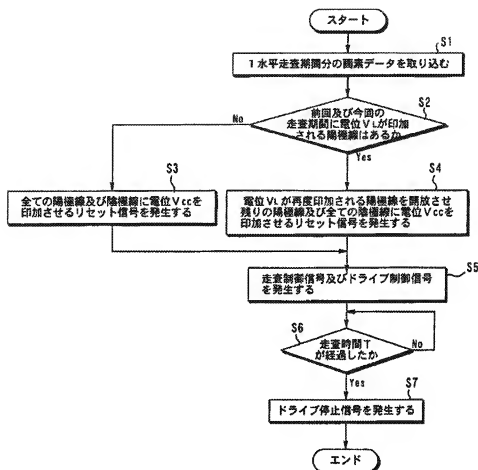 スタート
S1
1水平走査期間分の画素データを取り込む
S2
前回及び今回の
走査期間に電位VLが印加
される陽極線はあるか
No
Yes
S3
全ての陽極線及び陰極線に電位Vccを
印加させるリセット信号を発生する
S4
電位VLが再度印加される陽極線を開放させ
残りの陽極線及び全ての陰極線に電位Vccを
印加させるリセット信号を発生する
S5
走査制御信号及びドライブ制御信号
を発生する
S6
走査時間T
が経過したか
No
Yes
S7
ドライブ停止信号を発生する
エンド